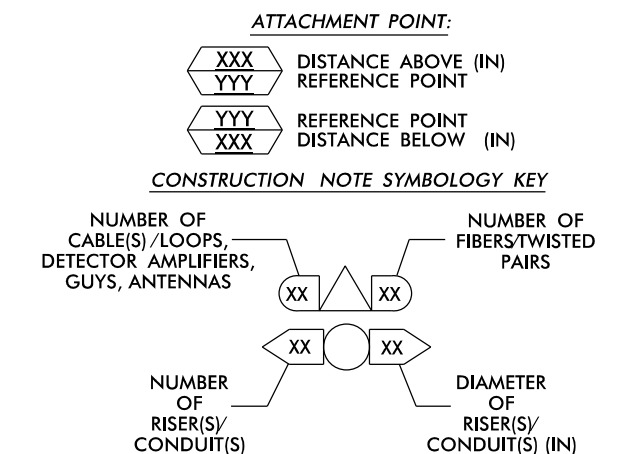 ATTACHMENT POINT:
XXX DISTANCE ABOVE (IN)
YYY REFERENCE POINT
YYY REFERENCE POINT
XXX DISTANCE BELOW (IN)
CONSTRUCTION NOTE SYMBOLOGY KEY
NUMBER OF
CABLE(S)/LOOPS,
DETECTOR AMPLIFIERS,
GUYS, ANTENNAS
NUMBER OF
FIBERS/TWISTED
PAIRS
XX XX
XX XX
NUMBER
OF
RISER(S)/
CONDUIT(S)
DIAMETER
OF
RISER(S)/
CONDUIT(S) (IN)